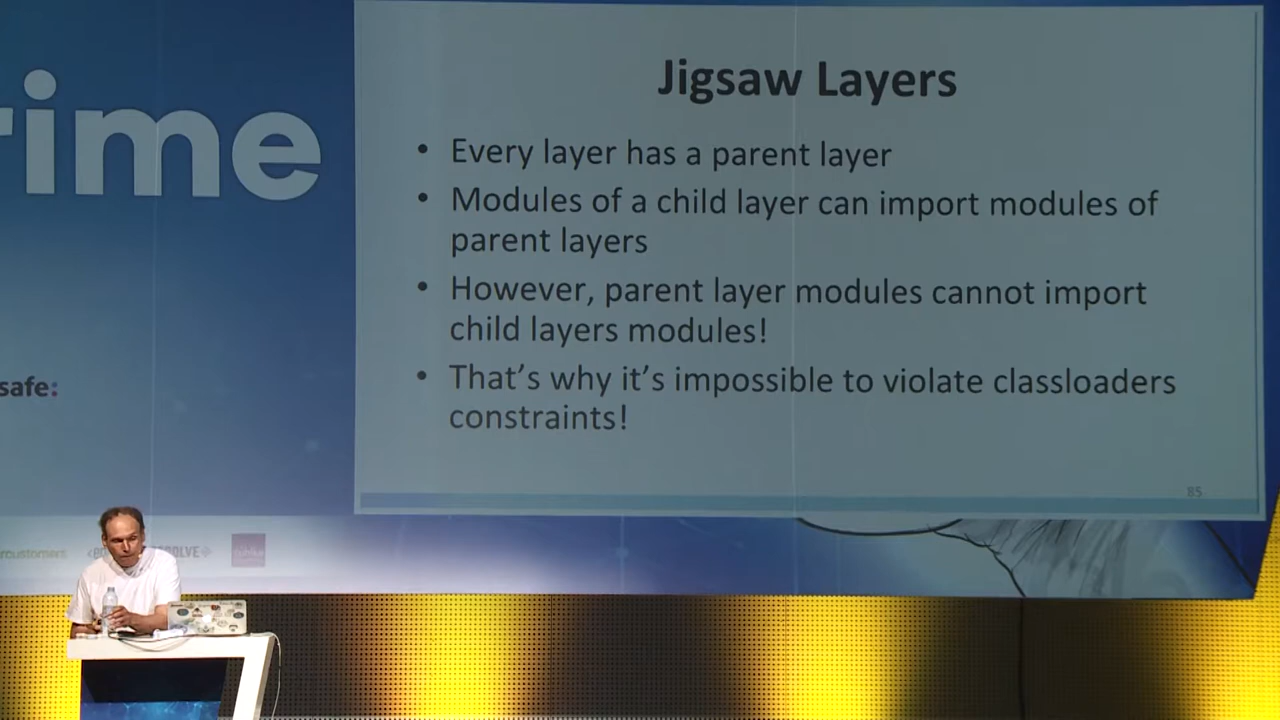 rime
Jigsaw Layers
• Every layer has a parent layer
• Modules of a child layer can import modules of
parent layers
• However, parent layer modules cannot import
child layers modules!
• That's why it's impossible to violate classloaders
constraints!
85
safe:
rcustomers